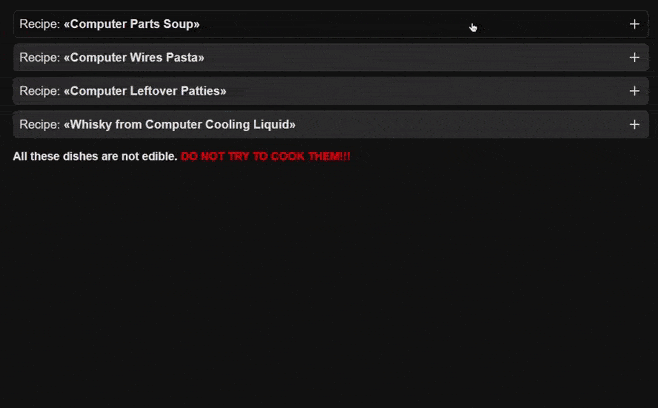 Recipe: «Computer Parts Soup»
Recipe: «Computer Wires Pasta»
Recipe: «Computer Leftover Patties»
Recipe: «Whisky from Computer Cooling Liquid»
All these dishes are not edible. DO NOT TRY TO COOK THEM!!!